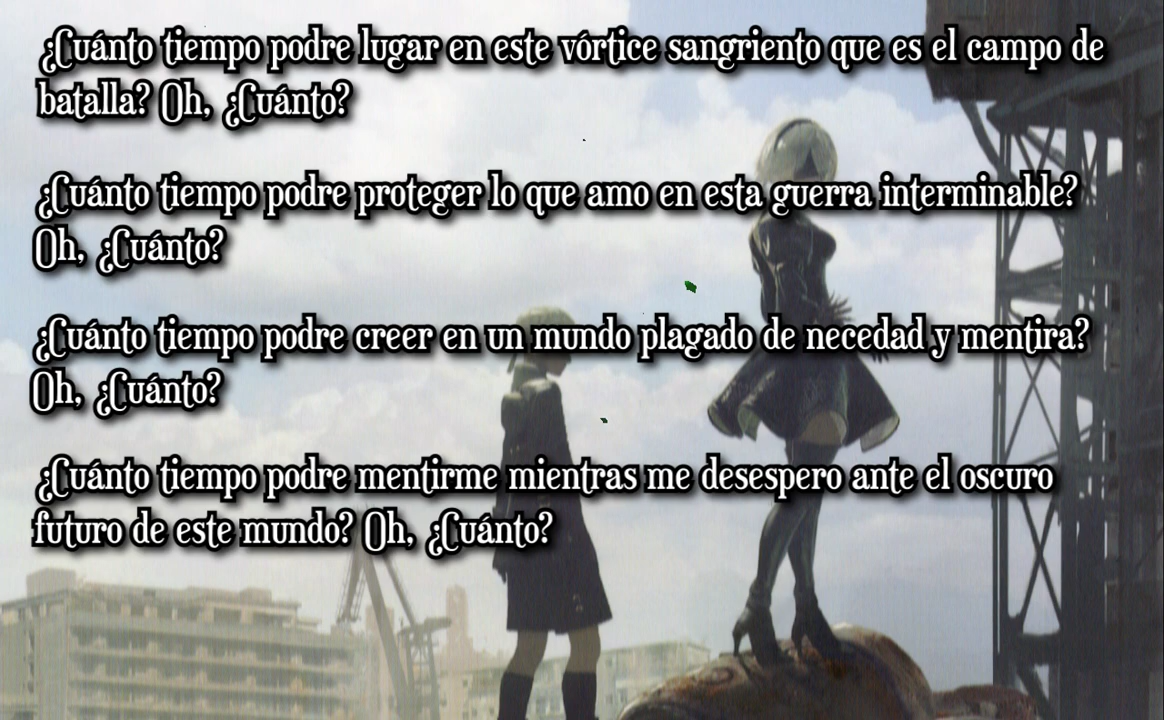 ¿Cuánto tiempo podre lugar en este vórtice sangriento que es el campo de
batalla? Oh, ¿Cuánto?
¿Cuánto tiempo podre proteger lo que amo en esta guerra interminable?
Oh, ¿Cuánto?
¿Cuánto tiempo podre creer en un mundo plagado de necedad y mentira?
Oh, ¿Cuánto?
¿Cuánto tiempo podre mentirme mientras me desespero ante el oscuro
futuro de este mundo? Oh, ¿Cuánto?